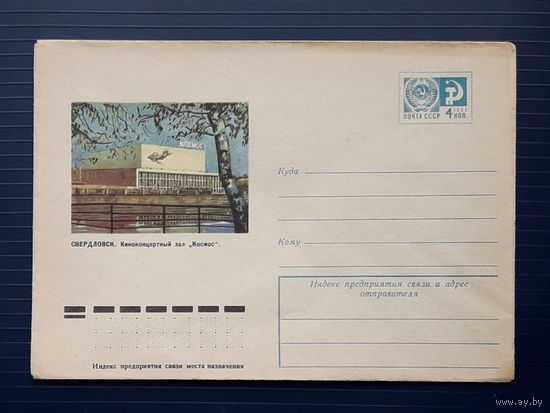 ПОЧТА СССР 4 КОП.
КОСМОС
Куда
СВЕРДЛОВСК. Киноконцертный зал „Космос“.
Кому
Индекс предприятия связи и адрес
отправителя
Индекс предприятия связи места назначения
www.ay.by